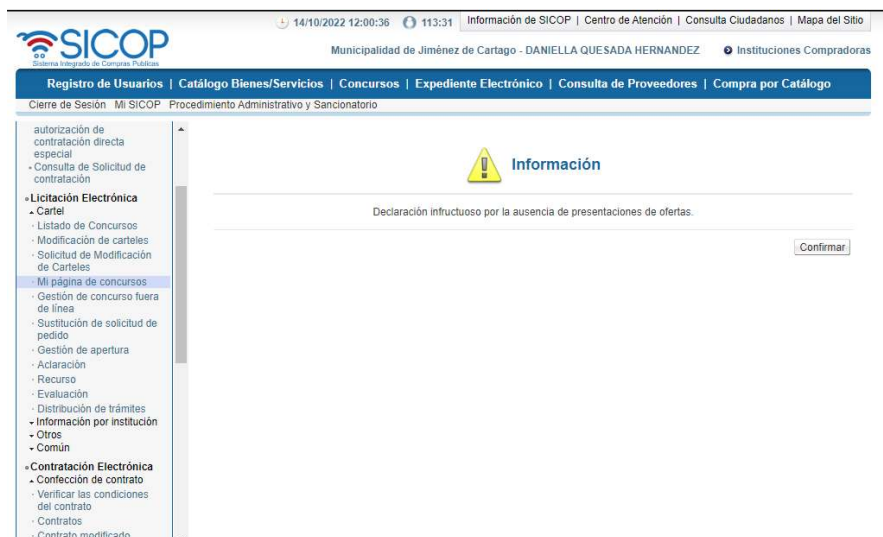 14/10/2022 12:00:36 113:31 Información de SICOP | Centro de Atención | Consulta Ciudadanos | Mapa del Sitio
SICOP
Sistema Integrado de Compras Públicas
Municipalidad de Jiménez de Cartago - DANIELLA QUESADA HERNANDEZ Instituciones Compradoras
Registro de Usuarios | Catálogo Bienes/Servicios | Concursos | Expediente Electrónico | Consulta de Proveedores | Compra por Catálogo
Cierre de Sesión Mi SICOP Procedimiento Administrativo y Sancionatorio
autorización de
contratación directa
especial
Consulta de Solicitud de
contratación
Licitación Electrónica
Cartel
Listado de Concursos
Modificación de carteles
Solicitud de Modificación
de Carteles
Mi página de concursos
Gestión de concurso fuera
de línea
Sustitución de solicitud de
pedido
Gestión de apertura
Aclaración
Recurso
Evaluación
Distribución de trámites
Información por institución
Otros
Común
Contratación Electrónica
Confección de contrato
Verificar las condiciones
del contrato
Contratos
Contrato modificado
Información
Declaración infructuoso por la ausencia de presentaciones de ofertas.
Confirmar